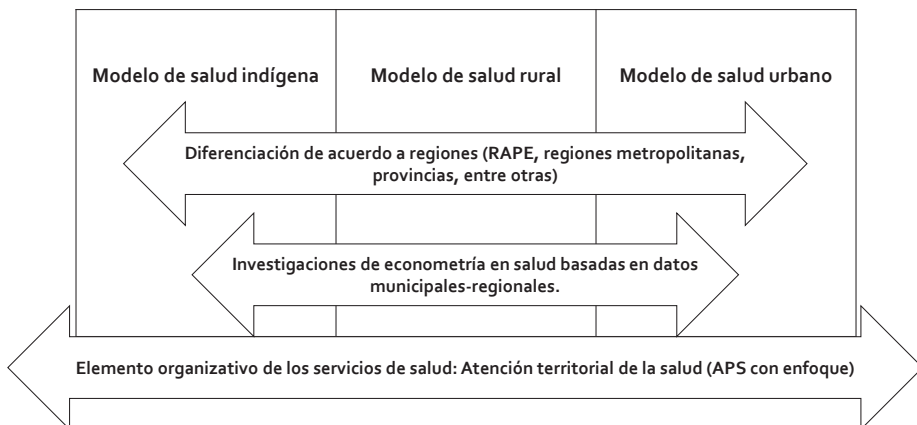 Modelo de salud indígena
Modelo de salud rural
Modelo de salud urbano
Diferenciación de acuerdo a regiones (RAPE, regiones metropolitanas,
provincias, entre otras)
Investigaciones de econometría en salud basadas en datos
municipales-regionales.
Elemento organizativo de los servicios de salud: Atención territorial de la salud (APS con enfoque)